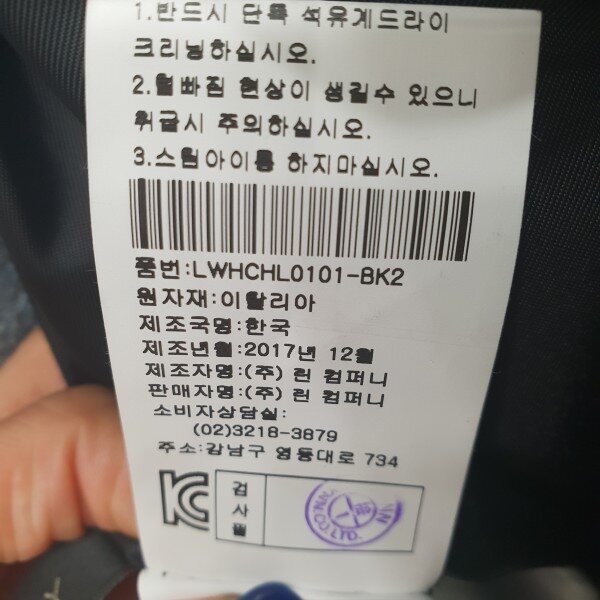 1.반드시 단독 석유계드라이
크리닝하실시오.
2.털빠짐 현상이 생길수 있으니
취급시 주의하십시오.
3.스팀아이롱 하지마십시오.
품번:LWHCHL0101-BK2
원자재:이탈리아
제조국명:한국
제조년월:2017년 12월
제조자명:(주) 린 컴퍼니
판매자명:(주) 린 컴퍼니
소비자상담실:
(02)3218-3879
주소:강남구 영동대로 734
KC
검사필
CO.LTD.